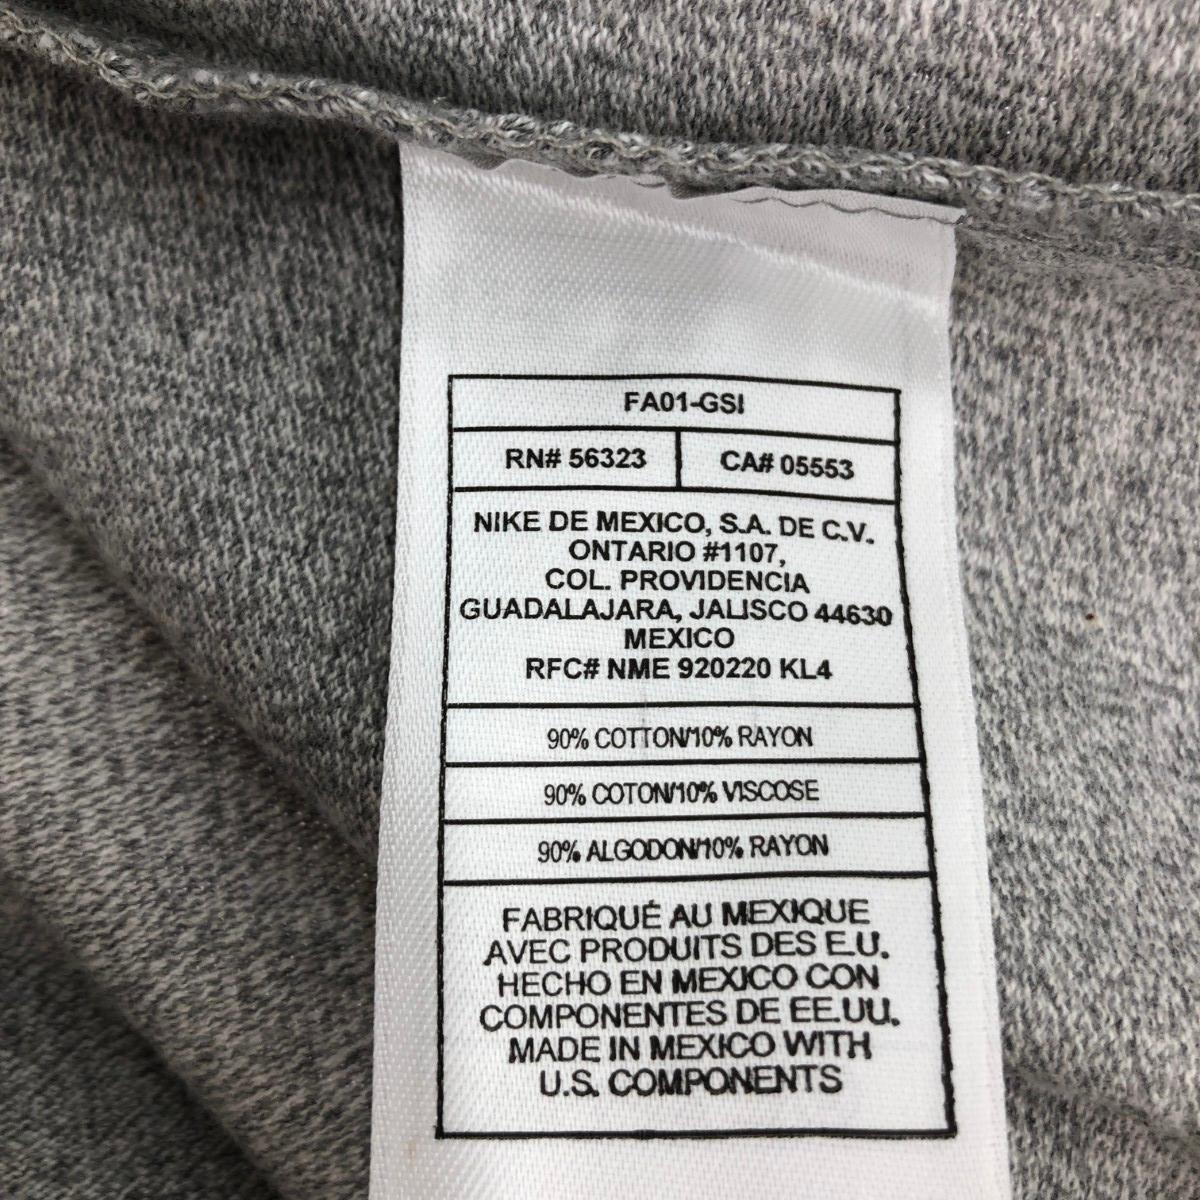 FA01-GSI
RN# 56323 CA# 05553
NIKE DE MEXICO, S.A. DE C.V.
ONTARIO #1107,
COL. PROVIDENCIA
GUADALAJARA, JALISCO 44630
MEXICO
RFC# NME 920220 KL4
90% COTTON/10% RAYON
90% COTON/10% VISCOSE
90% ALGODON/10% RAYON
FABRIQUÉ AU MEXIQUE
AVEC PRODUITS DES E.U.
HECHO EN MEXICO CON
COMPONENTES DE EE.UU.
MADE IN MEXICO WITH
U.S. COMPONENTS